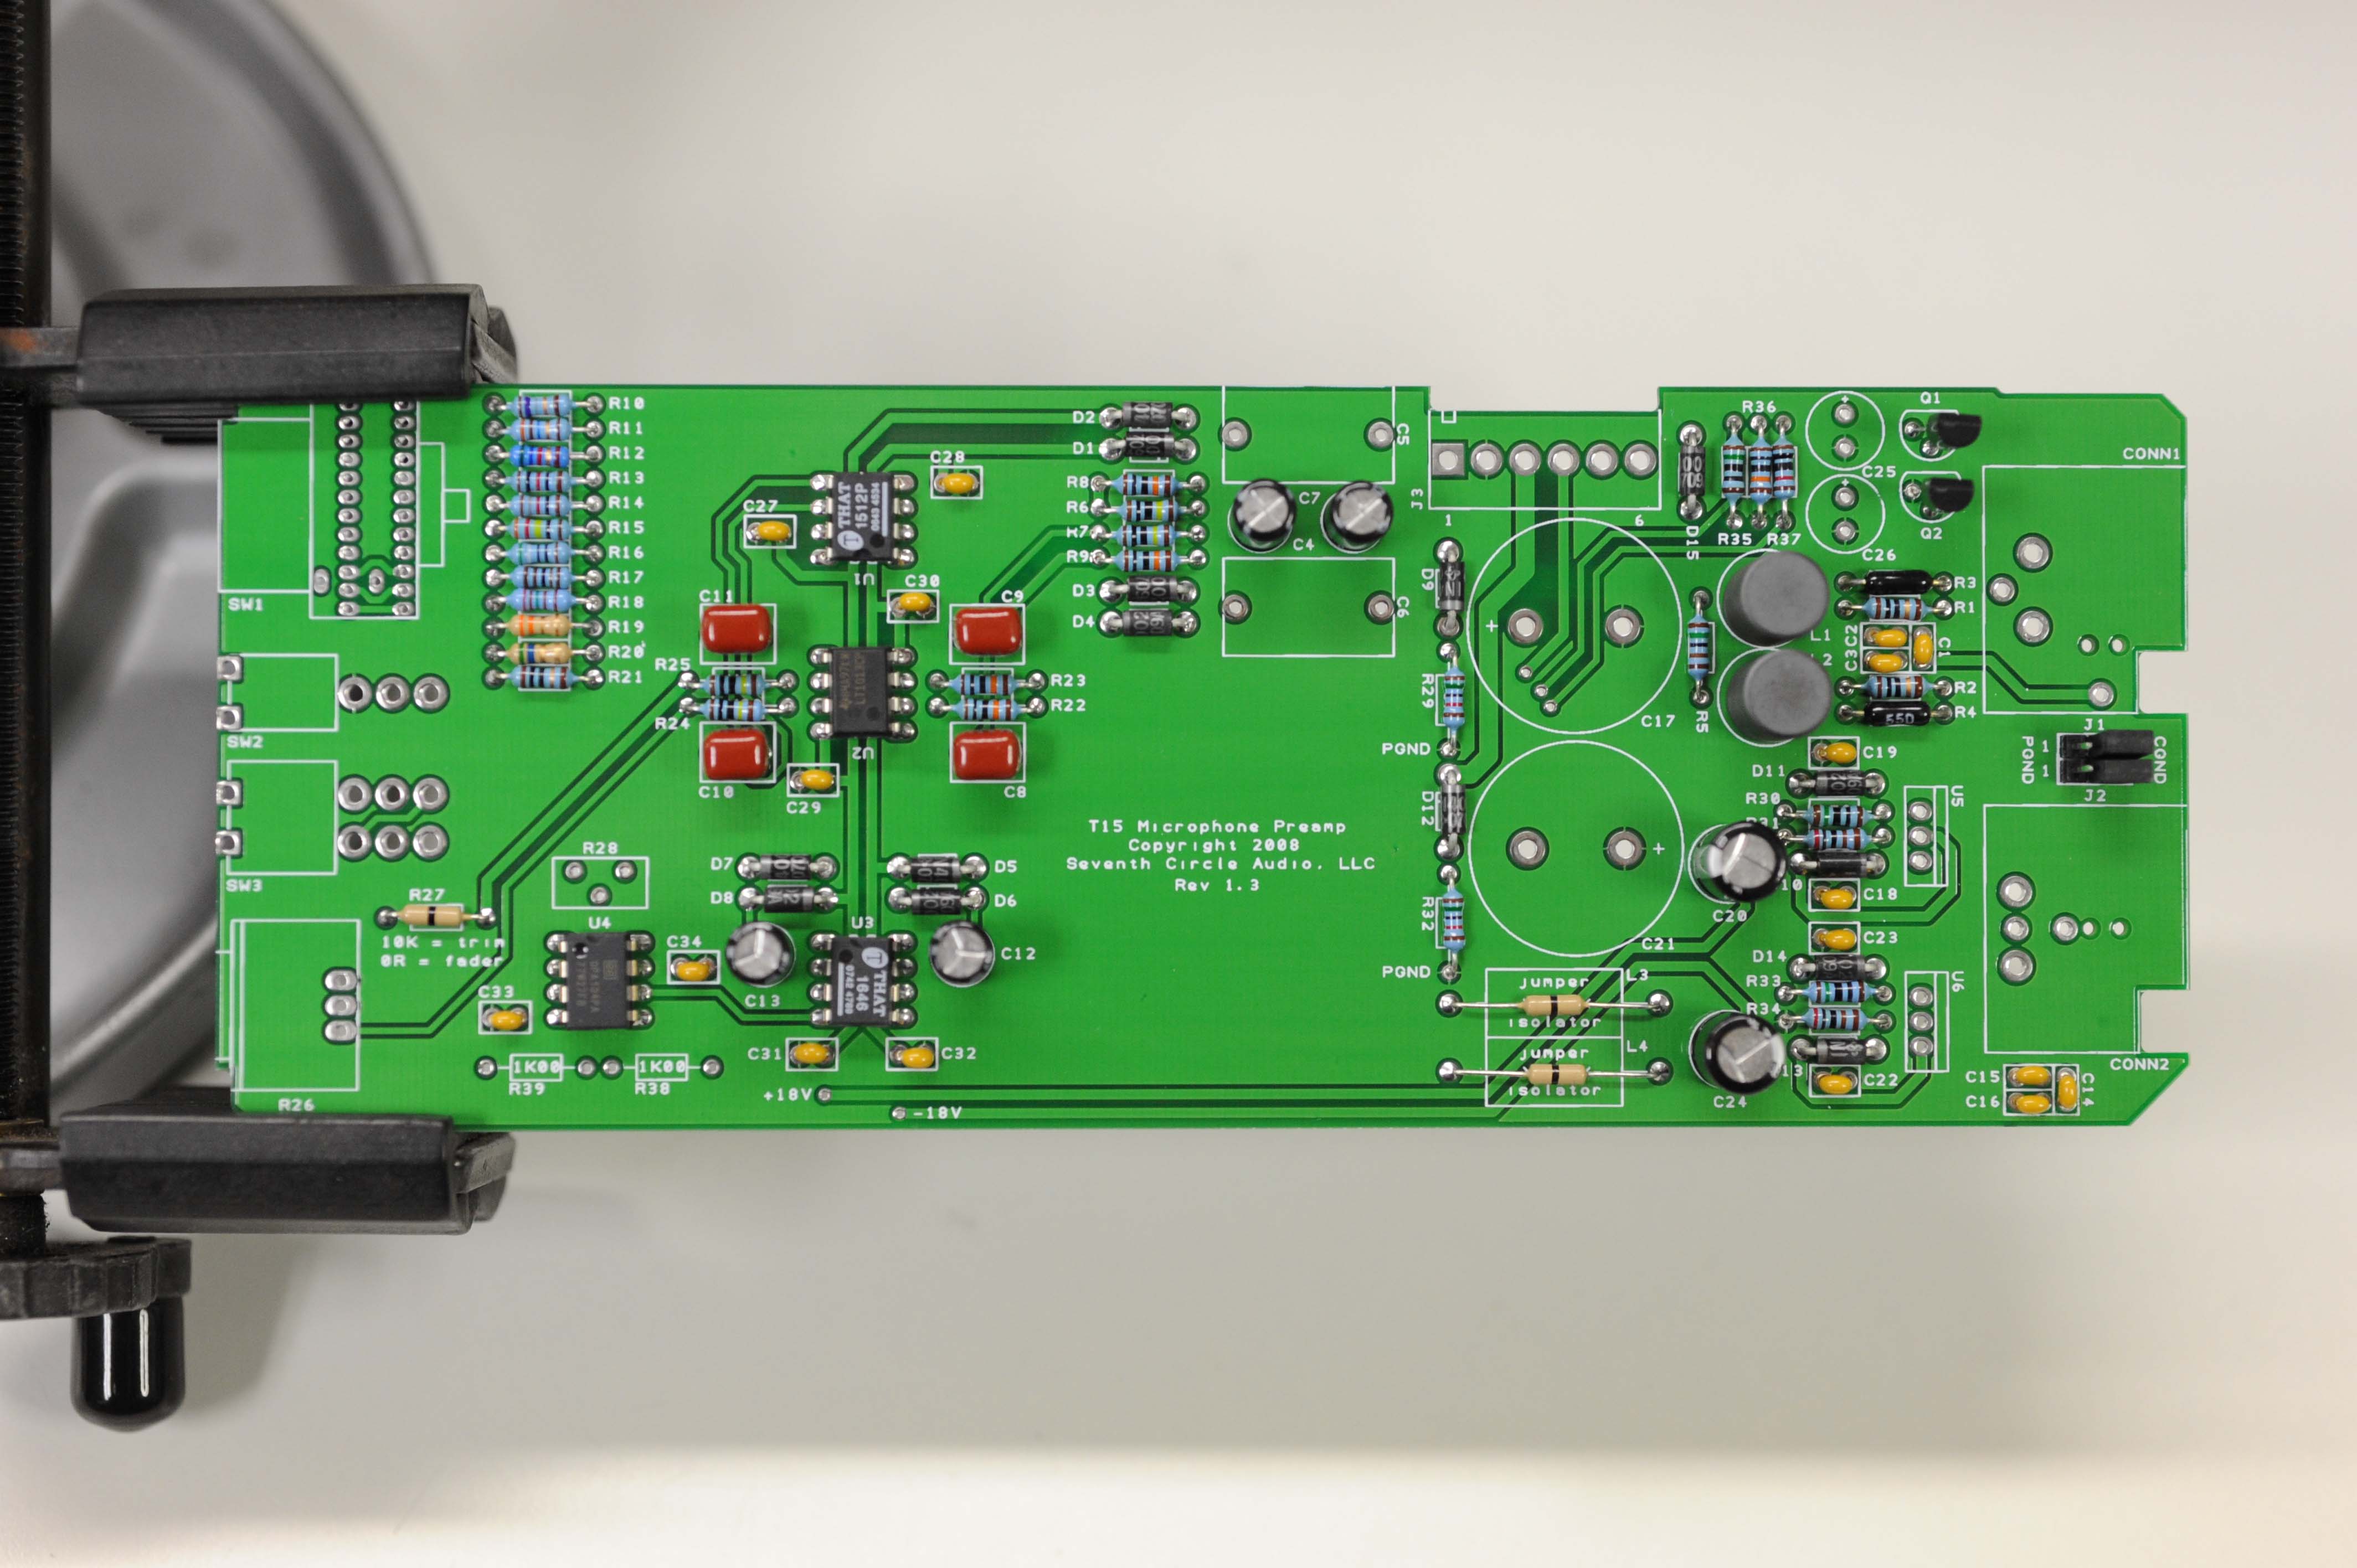 R10
R11
R12
R13
R14
R15
R16
R17
R18
R19
R20
R21
SW1
SW2
SW3
R25
R24
R27
10K = trim
0R = fader
R26
R28
U4
C33
C34
1K00
R39
1K00
R38
C27
C28
THAT
1512P
0643 4534
U1
C30
C11
C9
LT1013CP
U2
R23
R22
C10
C29
C8
D7
D8
D5
D6
U3
THAT
1646
C13
C12
C31
C32
+18V
-18V
D2
D1
R8
R6
R7
R9
D3
D4
C5
C7
C4
C6
T15 Microphone Preamp
Copyright 2008
Seventh Circle Audio, LLC
Rev 1.3
J3
1
6
D9
R29
PGND
D12
R32
PGND
+
C17
+
C21
jumper
L3
isolator
jumper
L4
isolator
D15
R36
R35
R37
R5
+
C25
+
C26
Q1
Q2
L1
R3
R1
C2
C3
C1
R2
R4
550
C19
D11
R30
U5
C18
C20
C23
D14
R33
R34
U6
C22
C24
CONN1
J1
PGND
1
1
CGND
J2
CONN2
C15
C16
C14